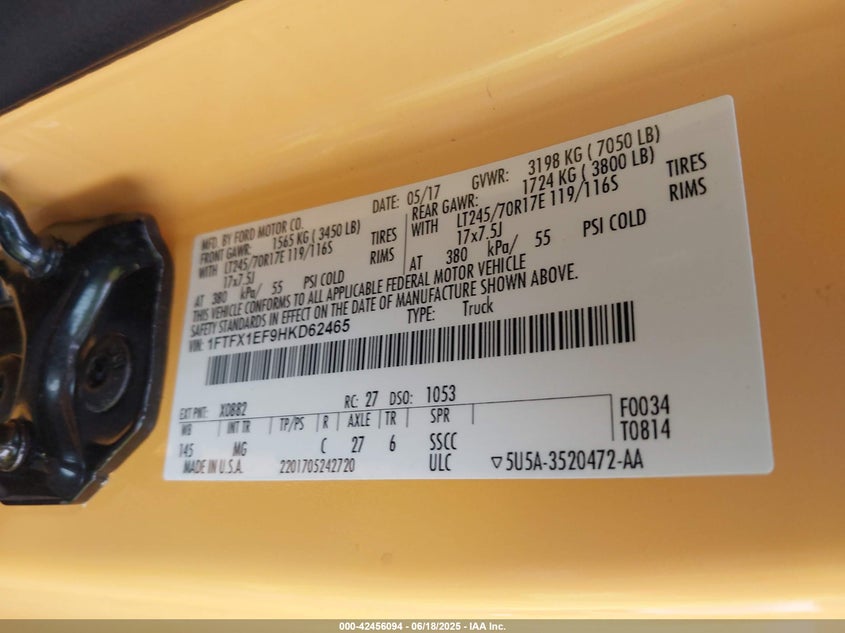 MFD. BY FORD MOTOR CO.
DATE: 05/17 GVWR: 3198 KG ( 7050 LB)
FRONT GAWR: 1565 KG ( 3450 LB)
REAR GAWR: 1724 KG ( 3800 LB)
WITH LT245/70R17E 119/116S TIRES
WITH LT245/70R17E 119/116S TIRES
17x7.5J RIMS
17x7.5J RIMS
AT 380 kPa/ 55 PSI COLD
AT 380 kPa/ 55 PSI COLD
THIS VEHICLE CONFORMS TO ALL APPLICABLE FEDERAL MOTOR VEHICLE
SAFETY STANDARDS IN EFFECT ON THE DATE OF MANUFACTURE SHOWN ABOVE.
VIN: 1FTFX1EF9HKD62465 TYPE: Truck
EXT PNT: XD882 RC: 27 DSO: 1053
WB INT TR TP/PS R AXLE TR SPR
F0034
145 MG C 27 6 SSCC
T0814
MADE IN U.S.A. 2201705242720 ULC ▽5U5A-3520472-AA
000-42456094 - 06/18/2025 - IAA Inc.